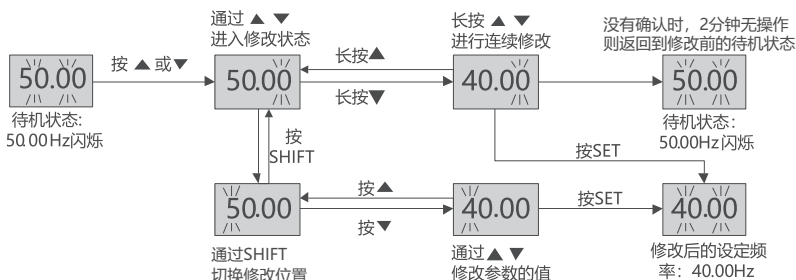 通过 ▲ ▼
进入修改状态
长按 ▲ ▼
进行连续修改
没有确认时，2分钟无操作
则返回到修改前的待机状态
50.00
按 ▲ 或▼
50.00
长按▲
长按▼
40.00
50.00
待机状态:
50.00Hz闪烁
按
SHIFT
待机状态：
50.00Hz闪烁
按SET
50.00
按▲
按▼
40.00
按SET
40.00
通过SHIFT
切换修改位置
通过▲ ▼
修改参数的值
修改后的设定频
率：40.00Hz